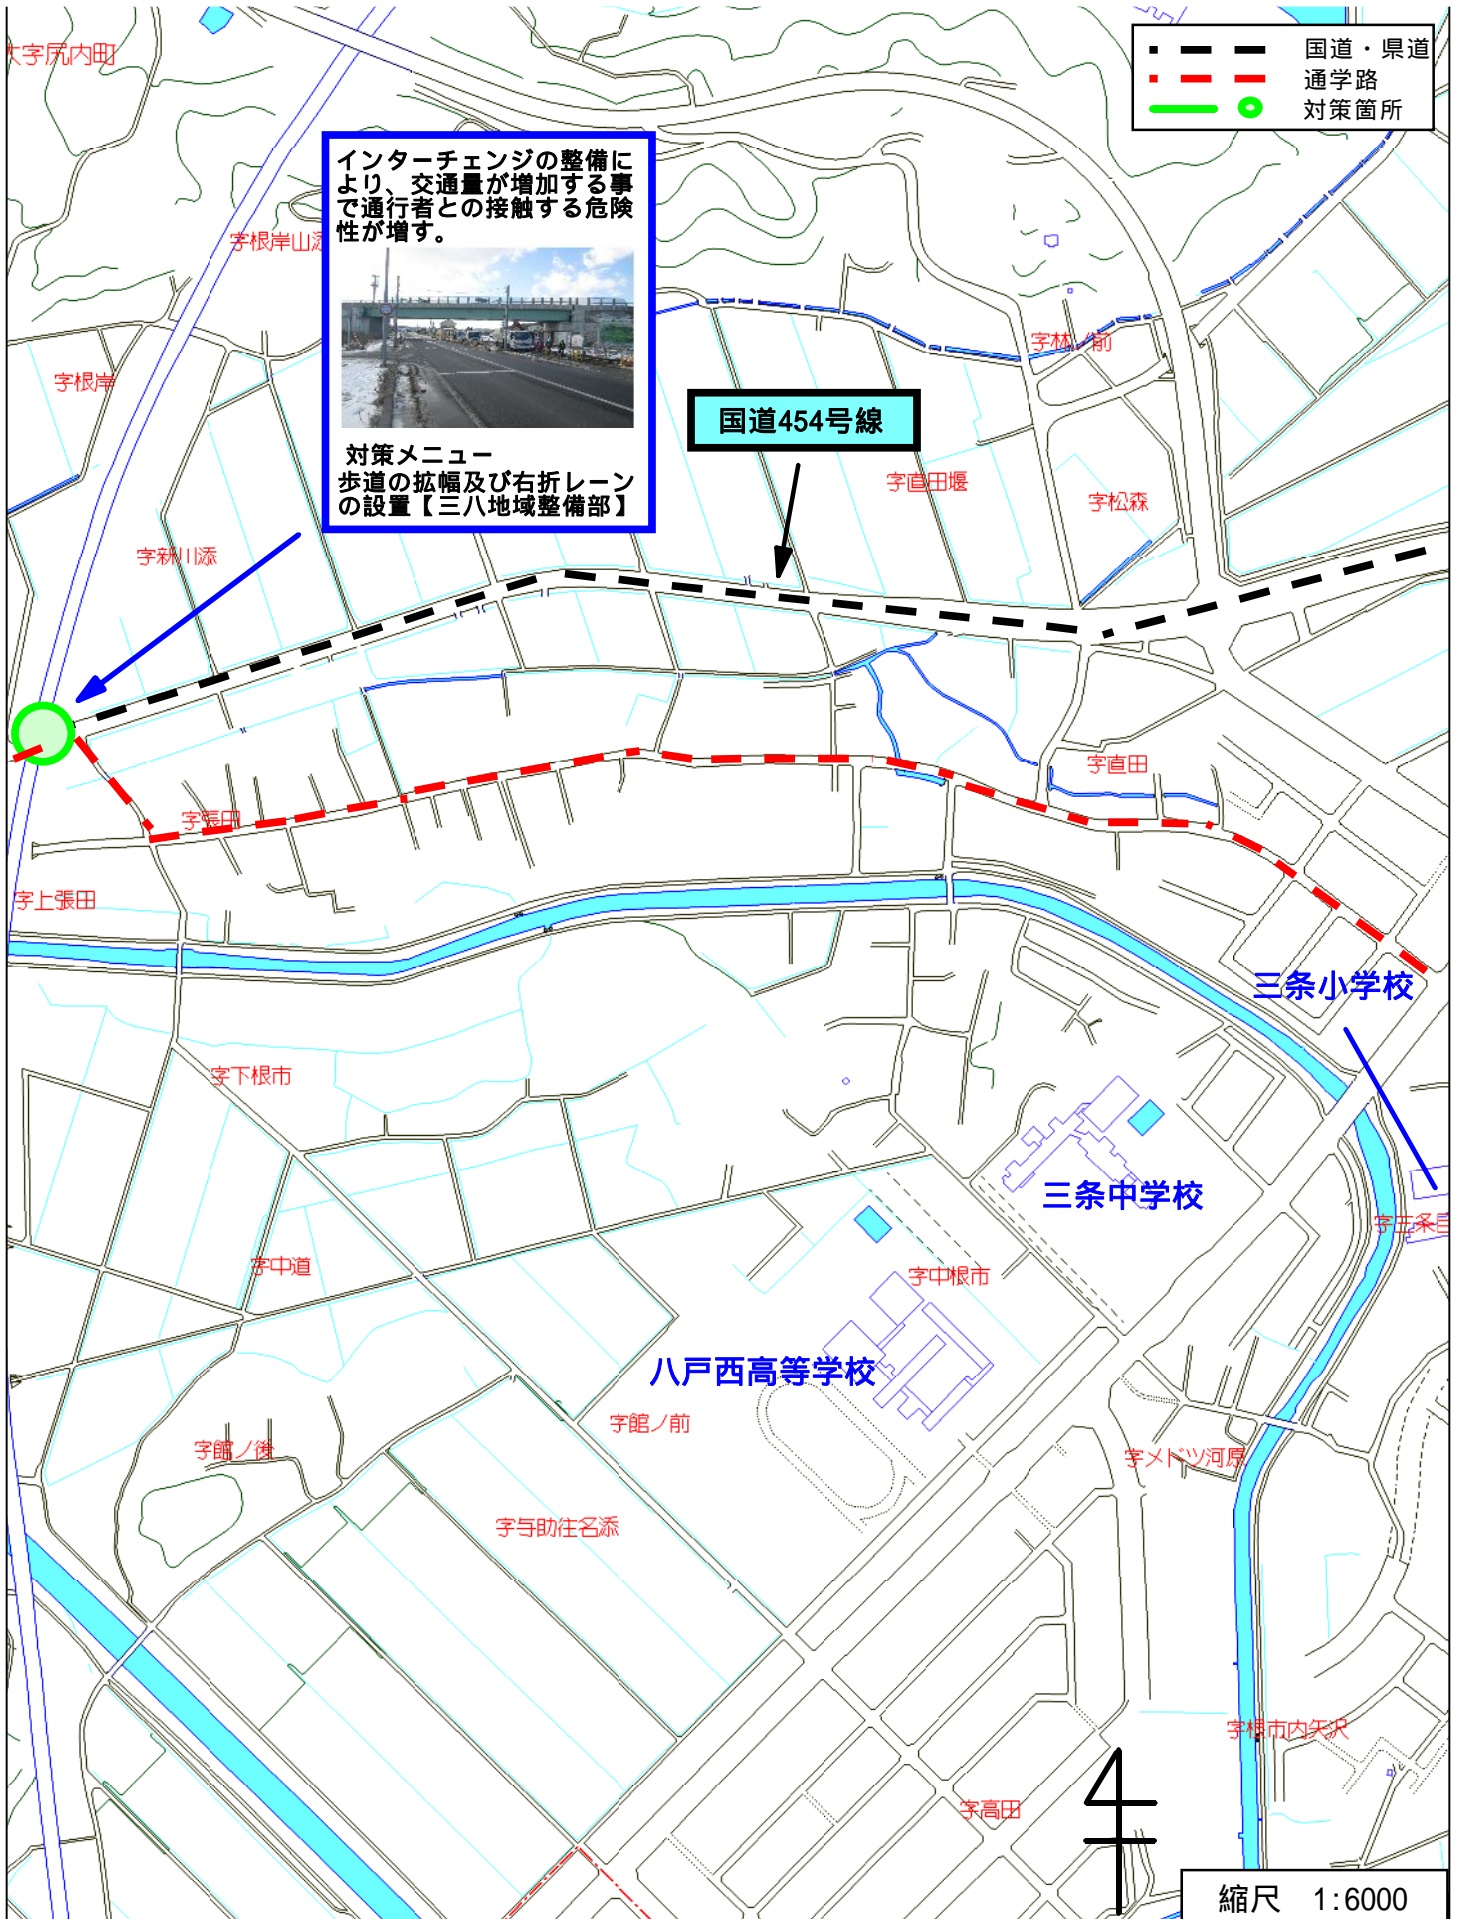 大字尻内町
国道・県道
通学路
対策箇所
インターチェンジの整備に
より、交通量が増加する事
で通行者との接触する危険
性が増す。
対策メニュー
歩道の拡幅及び右折レーン
の設置【三八地域整備部】
字根岸山添
字根岸
字林ノ前
国道454号線
字直田堰
字松森
字新川添
字直田
字張田
字上張田
三条小学校
字下根市
三条中学校
字中道
字中根市
八戸西高等学校
字館ノ前
字館ノ後
字メドツ河原
字与助往名添
字根市内矢沢
字高田
縮尺 1:6000